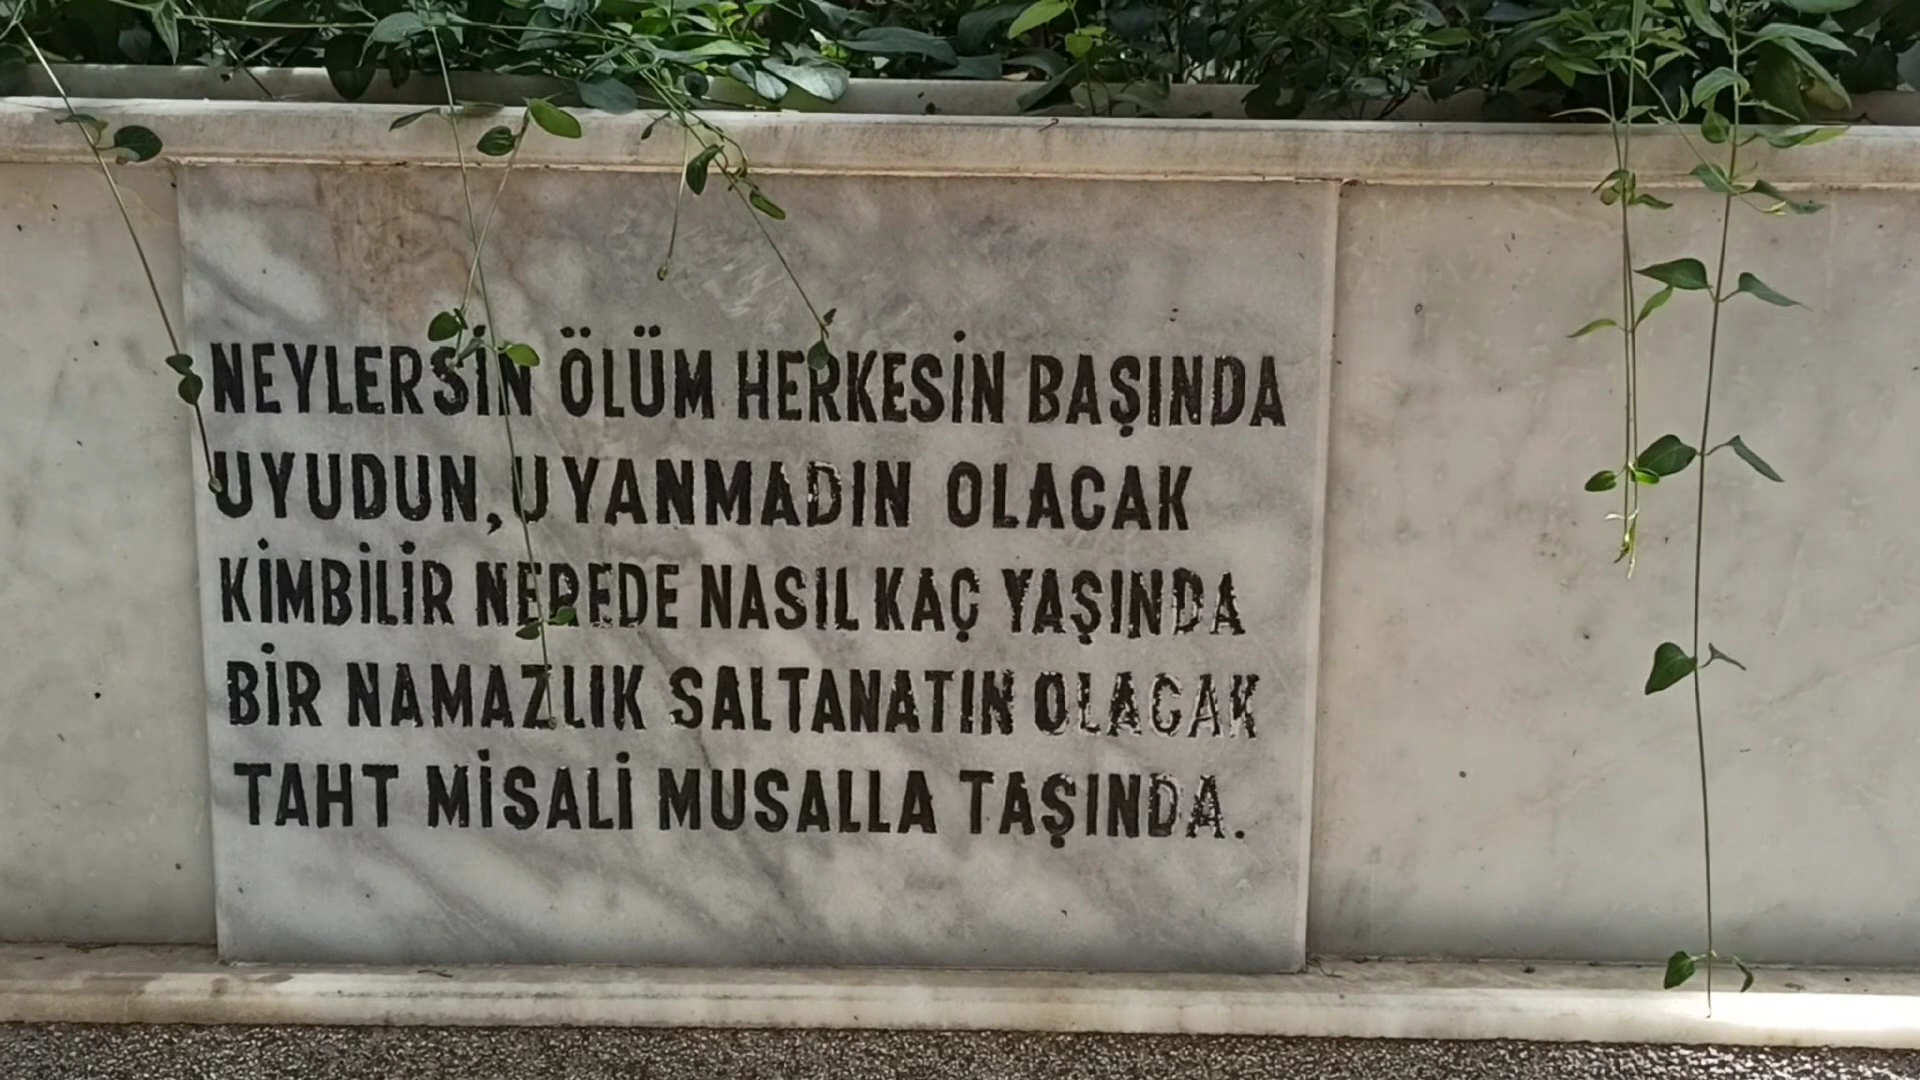 NEYLERSİN ÖLÜM HERKESİN BAŞINDA
UYUDUN, UYANMADIN OLACAK
KİMBİLİR NEREDE NASIL KAÇ YAŞINDA
BİR NAMAZLIK SALTANATIN OLACAK
TAHT MİSALİ MUSALLA TAŞINDA.